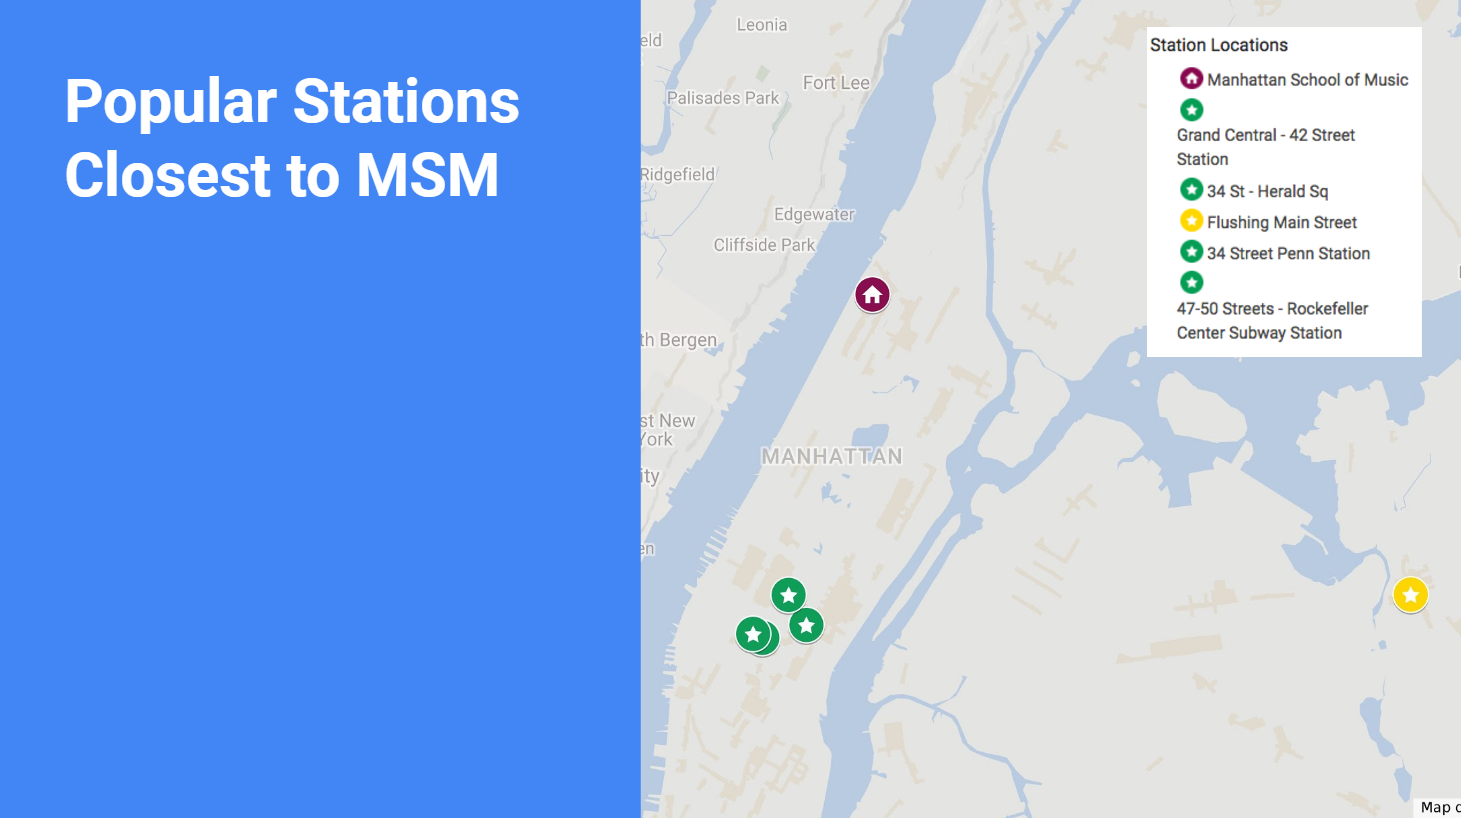 Popular Stations
Closest to MSM
Leonia
eld
Fort Lee
Palisades Park
Ridgefield
Edgewater
Cliffside Park
th Bergen
st New
York
ity
MANHATTAN
en
Station Locations
Manhattan School of Music
Grand Central - 42 Street
Station
34 St - Herald Sq
Flushing Main Street
34 Street Penn Station
47-50 Streets - Rockefeller
Center Subway Station
Map d